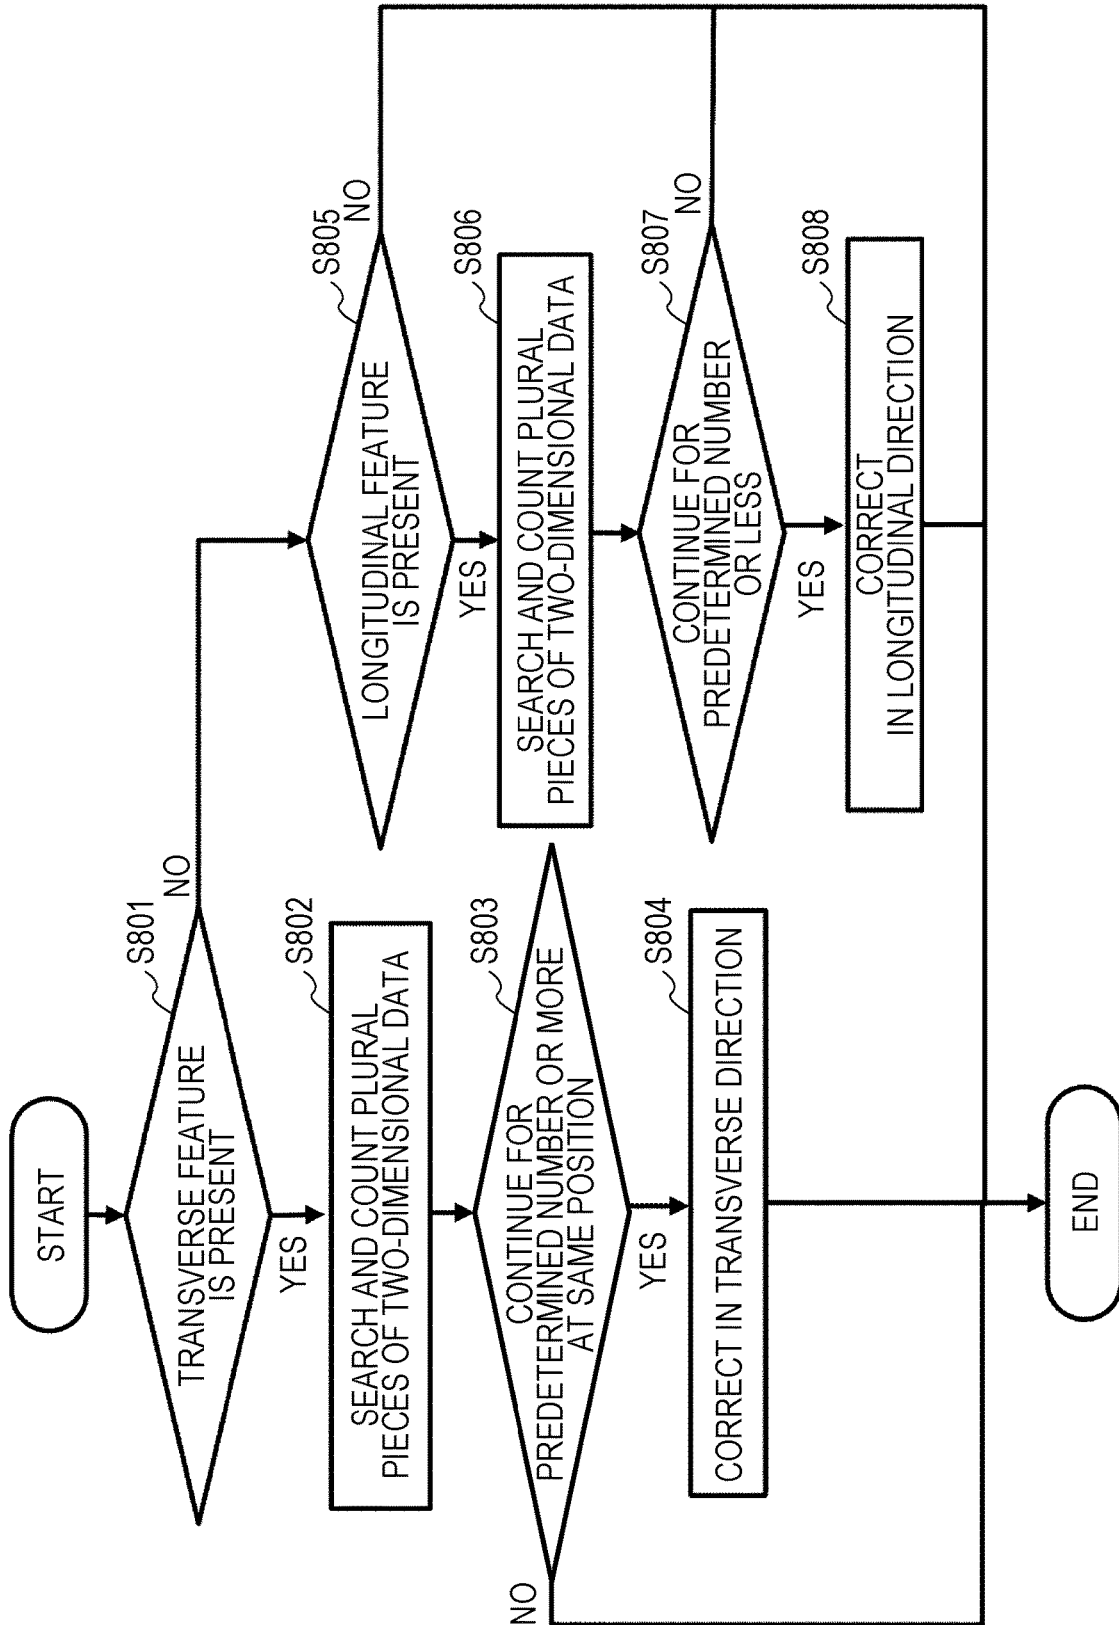 START
S801
TRANSVERSE FEATURE
IS PRESENT
NO
YES
S802
SEARCH AND COUNT PLURAL
PIECES OF TWO-DIMENSIONAL DATA
S803
CONTINUE FOR
PREDETERMINED NUMBER OR MORE
AT SAME POSITION
NO
YES
S804
CORRECT IN TRANSVERSE DIRECTION
S805
LONGITUDINAL FEATURE
IS PRESENT
NO
YES
S806
SEARCH AND COUNT PLURAL
PIECES OF TWO-DIMENSIONAL DATA
S807
CONTINUE FOR
PREDETERMINED NUMBER
OR LESS
NO
YES
S808
CORRECT
IN LONGITUDINAL DIRECTION
END